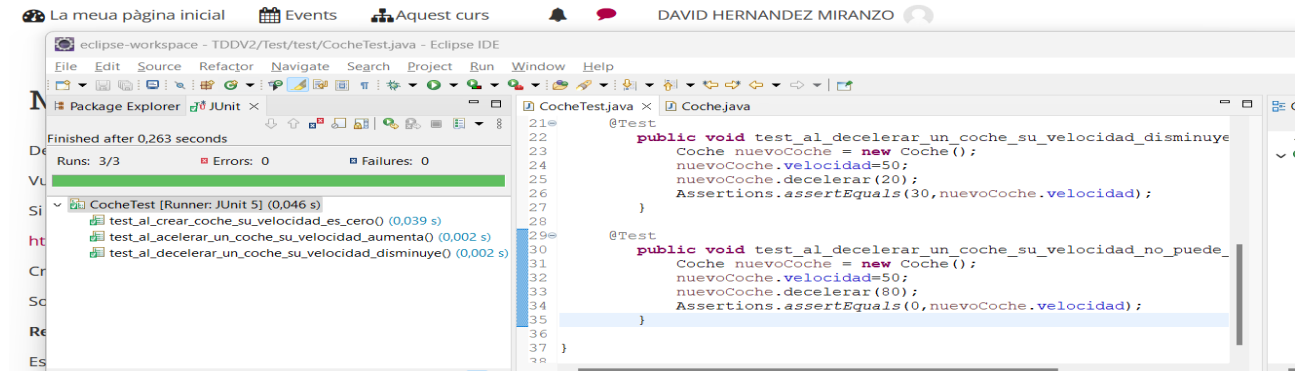 La meua pàgina inicial Events Aquest curs DAVID HERNANDEZ MIRANZO
eclipse-workspace - TDDV2/Test/test/CocheTest.java - Eclipse IDE
File Edit Source Refactor Navigate Search Project Run Window Help
Package Explorer JUnit
Finished after 0,263 seconds
Runs: 3/3 Errors: 0 Failures: 0
CocheTest [Runner: JUnit 5] (0,046 s)
test_al_crear_coche_su_velocidad_es_cero() (0,039 s)
test_al_acelerar_un_coche_su_velocidad_aumenta() (0,002 s)
test_al_decelerar_un_coche_su_velocidad_disminuye() (0,002 s)
CocheTest.java Coche.java
21 @Test
22 public void test_al_decelerar_un_coche_su_velocidad_disminuye
23 Coche nuevoCoche = new Coche();
24 nuevoCoche.velocidad=50;
25 nuevoCoche.decelerar(20);
26 Assertions.assertEquals(30,nuevoCoche.velocidad);
27 }
28
29 @Test
30 public void test_al_decelerar_un_coche_su_velocidad_no_puede_
31 Coche nuevoCoche = new Coche();
32 nuevoCoche.velocidad=50;
33 nuevoCoche.decelerar(80);
34 Assertions.assertEquals(0,nuevoCoche.velocidad);
35 }
36
37 }
38